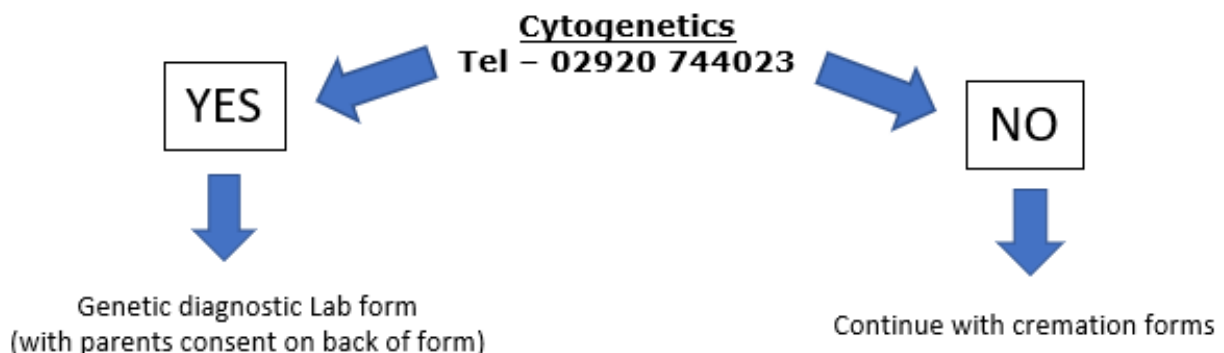 Cytogenetics
Tel – 02920 744023
YES
NO
Genetic diagnostic Lab form
(with parents consent on back of form)
Continue with cremation forms